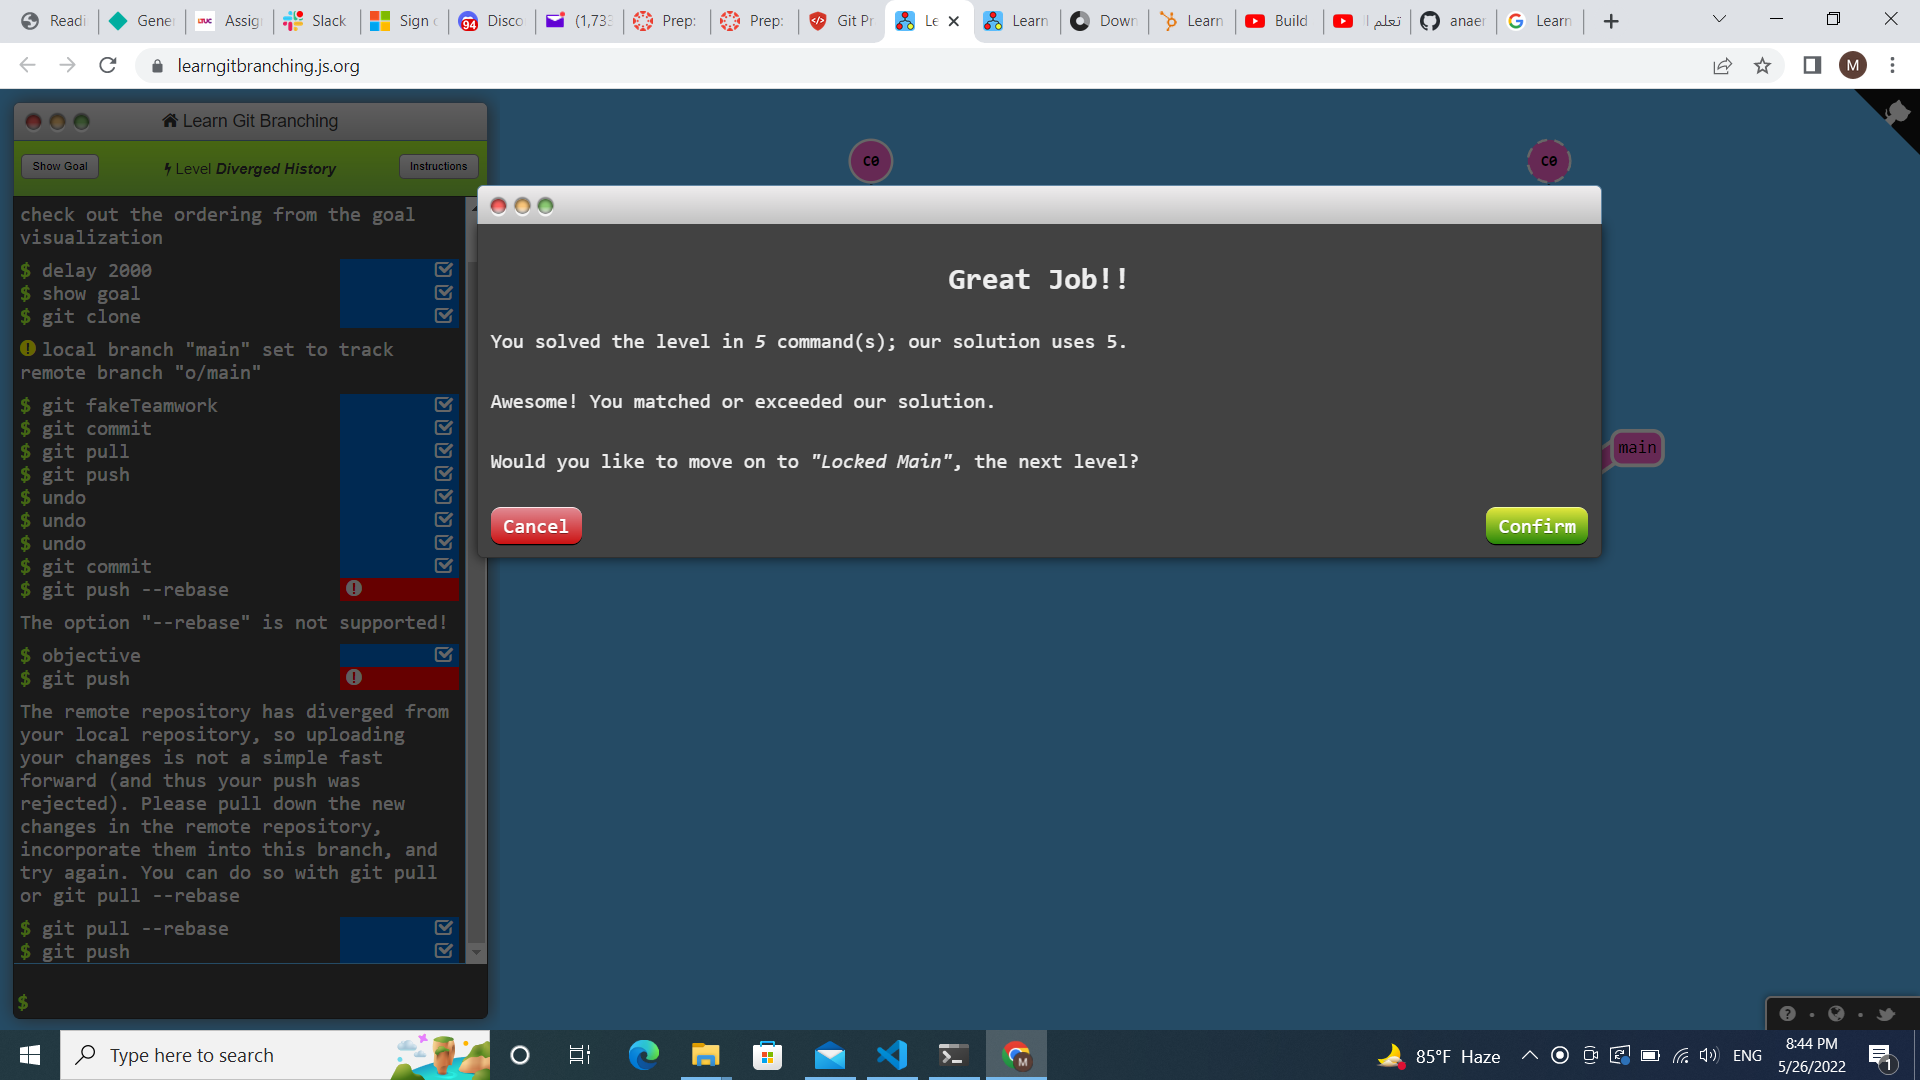 Readi
Gener
LTUC
Assig
Slack
Sign
94
Disco
(1,733
Prep:
Prep:
Git Pr
Le
Learn
Down
Learn
Build
تعلم
anaer
Learn
learngitbranching.js.org
M
Learn Git Branching
Show Goal
Level Diverged History
Instructions
check out the ordering from the goal
visualization
$ delay 2000
$ show goal
$ git clone
local branch "main" set to track
remote branch "o/main"
$ git fakeTeamwork
$ git commit
$ git pull
$ git push
$ undo
$ undo
$ undo
$ git commit
$ git push --rebase
The option "--rebase" is not supported!
$ objective
$ git push
The remote repository has diverged from
your local repository, so uploading
your changes is not a simple fast
forward (and thus your push was
rejected). Please pull down the new
changes in the remote repository,
incorporate them into this branch, and
try again. You can do so with git pull
or git pull --rebase
$ git pull --rebase
$ git push
$
C0
C0
main
Great Job!!
You solved the level in 5 command(s); our solution uses 5.
Awesome! You matched or exceeded our solution.
Would you like to move on to "Locked Main", the next level?
Cancel
Confirm
Type here to search
M
85°F Haze
ENG
8:44 PM
5/26/2022
1